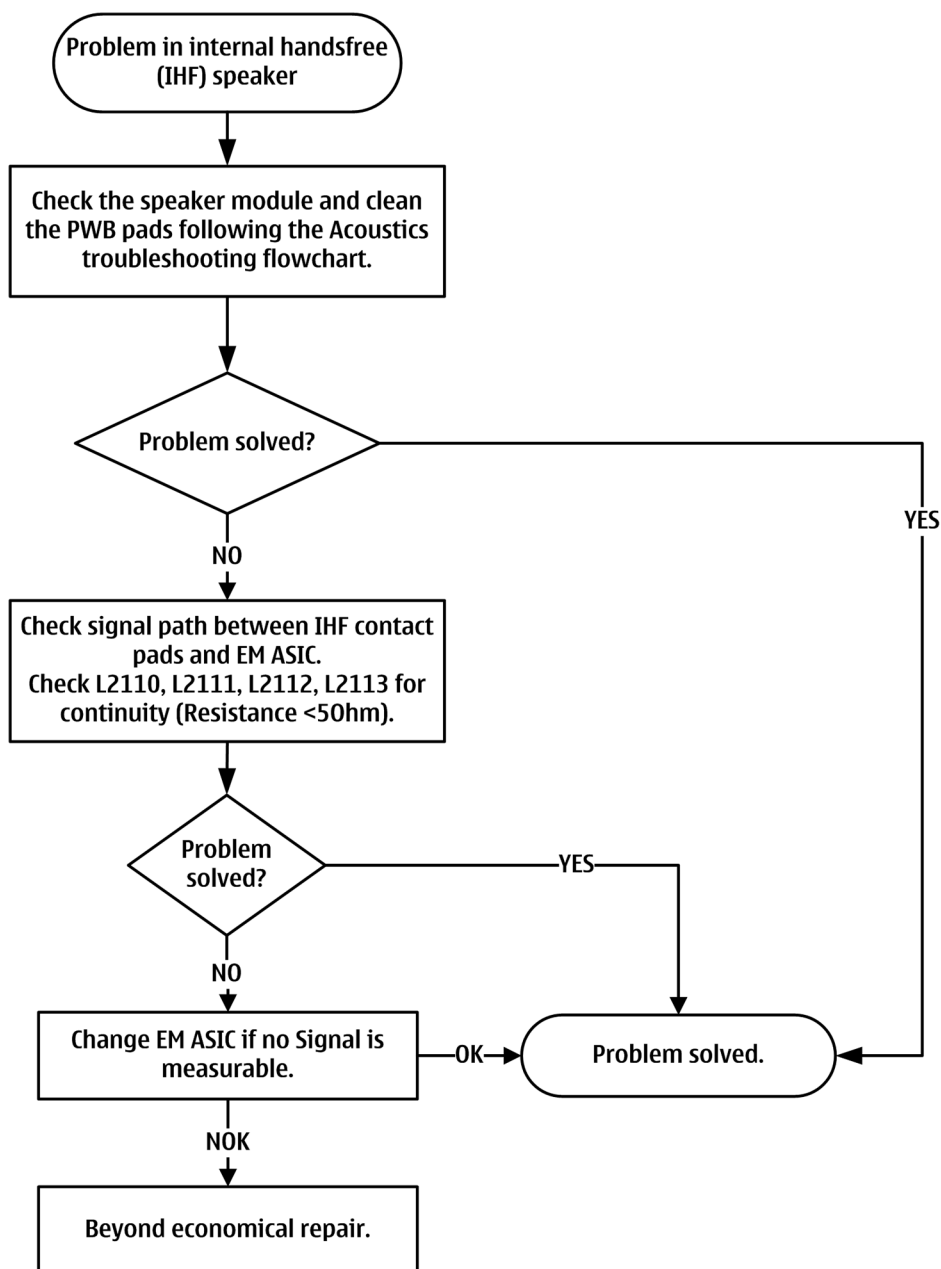 Problem in internal handsfree
(IHF) speaker
Check the speaker module and clean
the PWB pads following the Acoustics
troubleshooting flowchart.
Problem solved?
YES
NO
Check signal path between IHF contact
pads and EM ASIC.
Check L2110, L2111, L2112, L2113 for
continuity (Resistance <5Ohm).
Problem
solved?
YES
NO
Change EM ASIC if no Signal is
measurable.
OK
Problem solved.
NOK
Beyond economical repair.